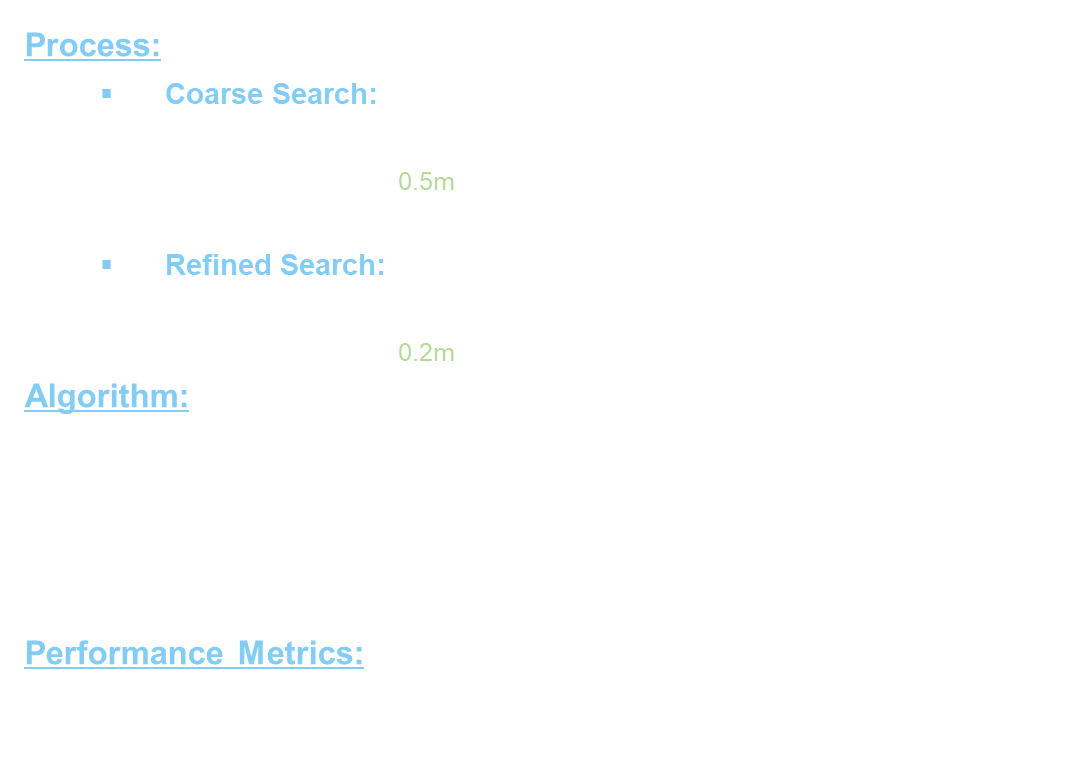 Process:
▪ Coarse Search:
0.5m
▪ Refined Search:
0.2m
Algorithm:
Performance Metrics: